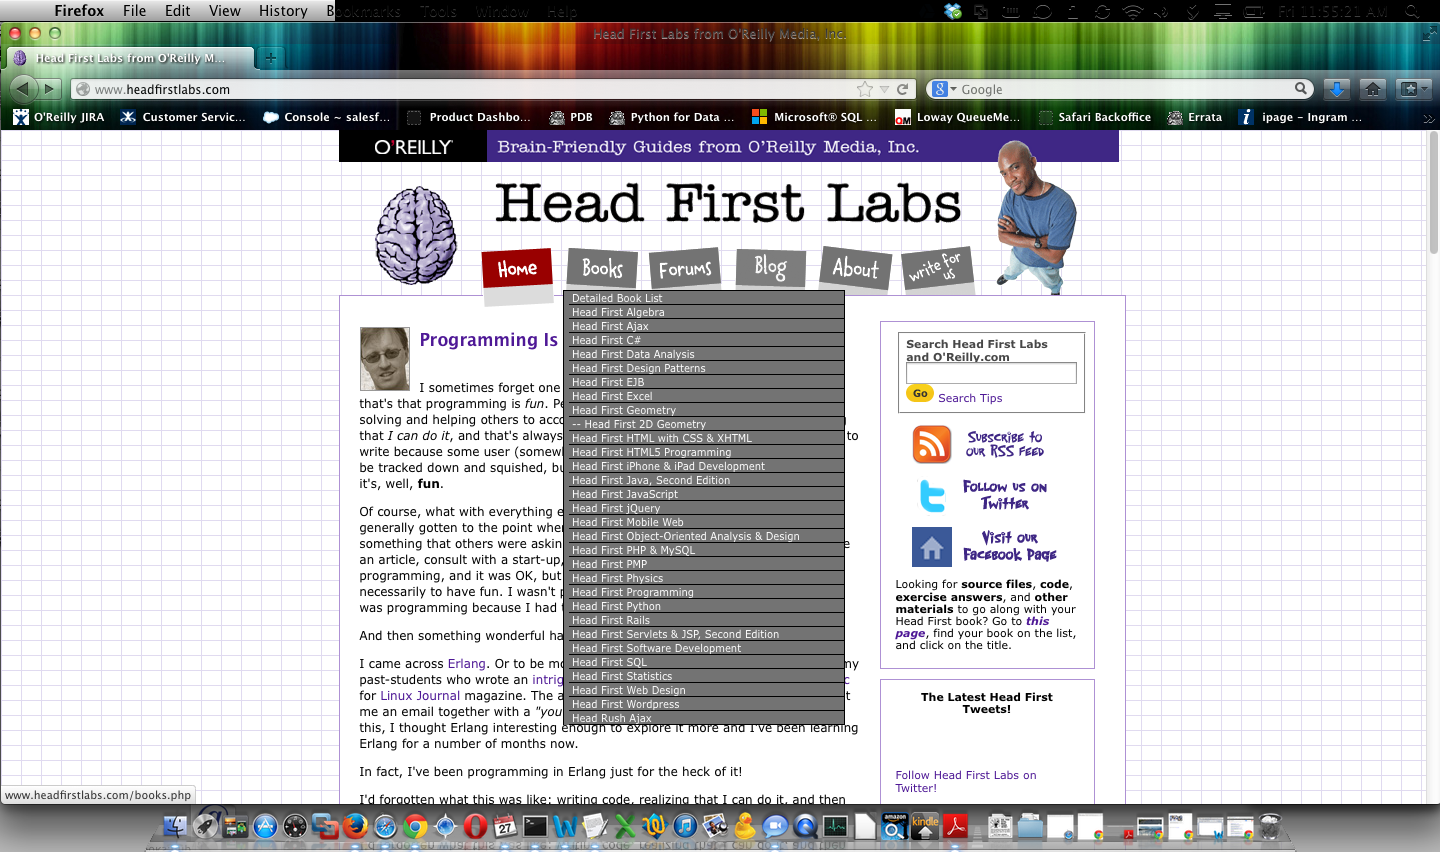 Firefox File Edit View History Bookmarks Tools Window Help Fri 11:55:21 AM
Head First Labs from O'Reilly Media, Inc.
Head First Labs from O'Reilly M...
www.headfirstlabs.com
Google
O'Reilly JIRA Customer Servic... Console ~ salesf... Product Dashbo... PDB Python for Data ... Microsoft® SQL ... Loway QueueMe... Safari Backoffice Errata ipage – Ingram ...
O'REILLY
Brain-Friendly Guides from O'Reilly Media, Inc.
Head First Labs
Home Books Forums Blog About write for us
Detailed Book List
Head First Algebra
Head First Ajax
Head First C#
Head First Data Analysis
Head First Design Patterns
Head First EJB
Head First Excel
Head First Geometry
-- Head First 2D Geometry
Head First HTML with CSS & XHTML
Head First HTML5 Programming
Head First iPhone & iPad Development
Head First Java, Second Edition
Head First JavaScript
Head First jQuery
Head First Mobile Web
Head First Object-Oriented Analysis & Design
Head First PHP & MySQL
Head First PMP
Head First Physics
Head First Programming
Head First Python
Head First Rails
Head First Servlets & JSP, Second Edition
Head First Software Development
Head First SQL
Head First Statistics
Head First Web Design
Head First Wordpress
Head Rush Ajax
Programming Is
I sometimes forget one
that's that programming is fun.
solving and helping others to
that I can do it, and that's always to
write because some user
be tracked down and squished,
it's, well, fun.
Of course, what with everything
generally gotten to the point
something that others were
an article, consult with a start-up,
programming, and it was OK, but
necessarily to have fun. I wasn't
was programming because I had
And then something wonderful
I came across Erlang. Or to be my
past-students who wrote an
for Linux Journal magazine. The
me an email together with a "you
this, I thought Erlang interesting enough to explore it more and I've been learning
Erlang for a number of months now.
In fact, I've been programming in Erlang just for the heck of it!
I'd forgotten what this was like: writing code, realizing that I can do it, and then
Search Head First Labs
and O'Reilly.com
Go Search Tips
Subscribe to
our RSS feed
Follow us on
Twitter
Visit our
Facebook Page
Looking for source files, code,
exercise answers, and other
materials to go along with your
Head First book? Go to this
page, find your book on the list,
and click on the title.
The Latest Head First
Tweets!
Follow Head First Labs on
Twitter!
www.headfirstlabs.com/books.php
27
amazon
kindle